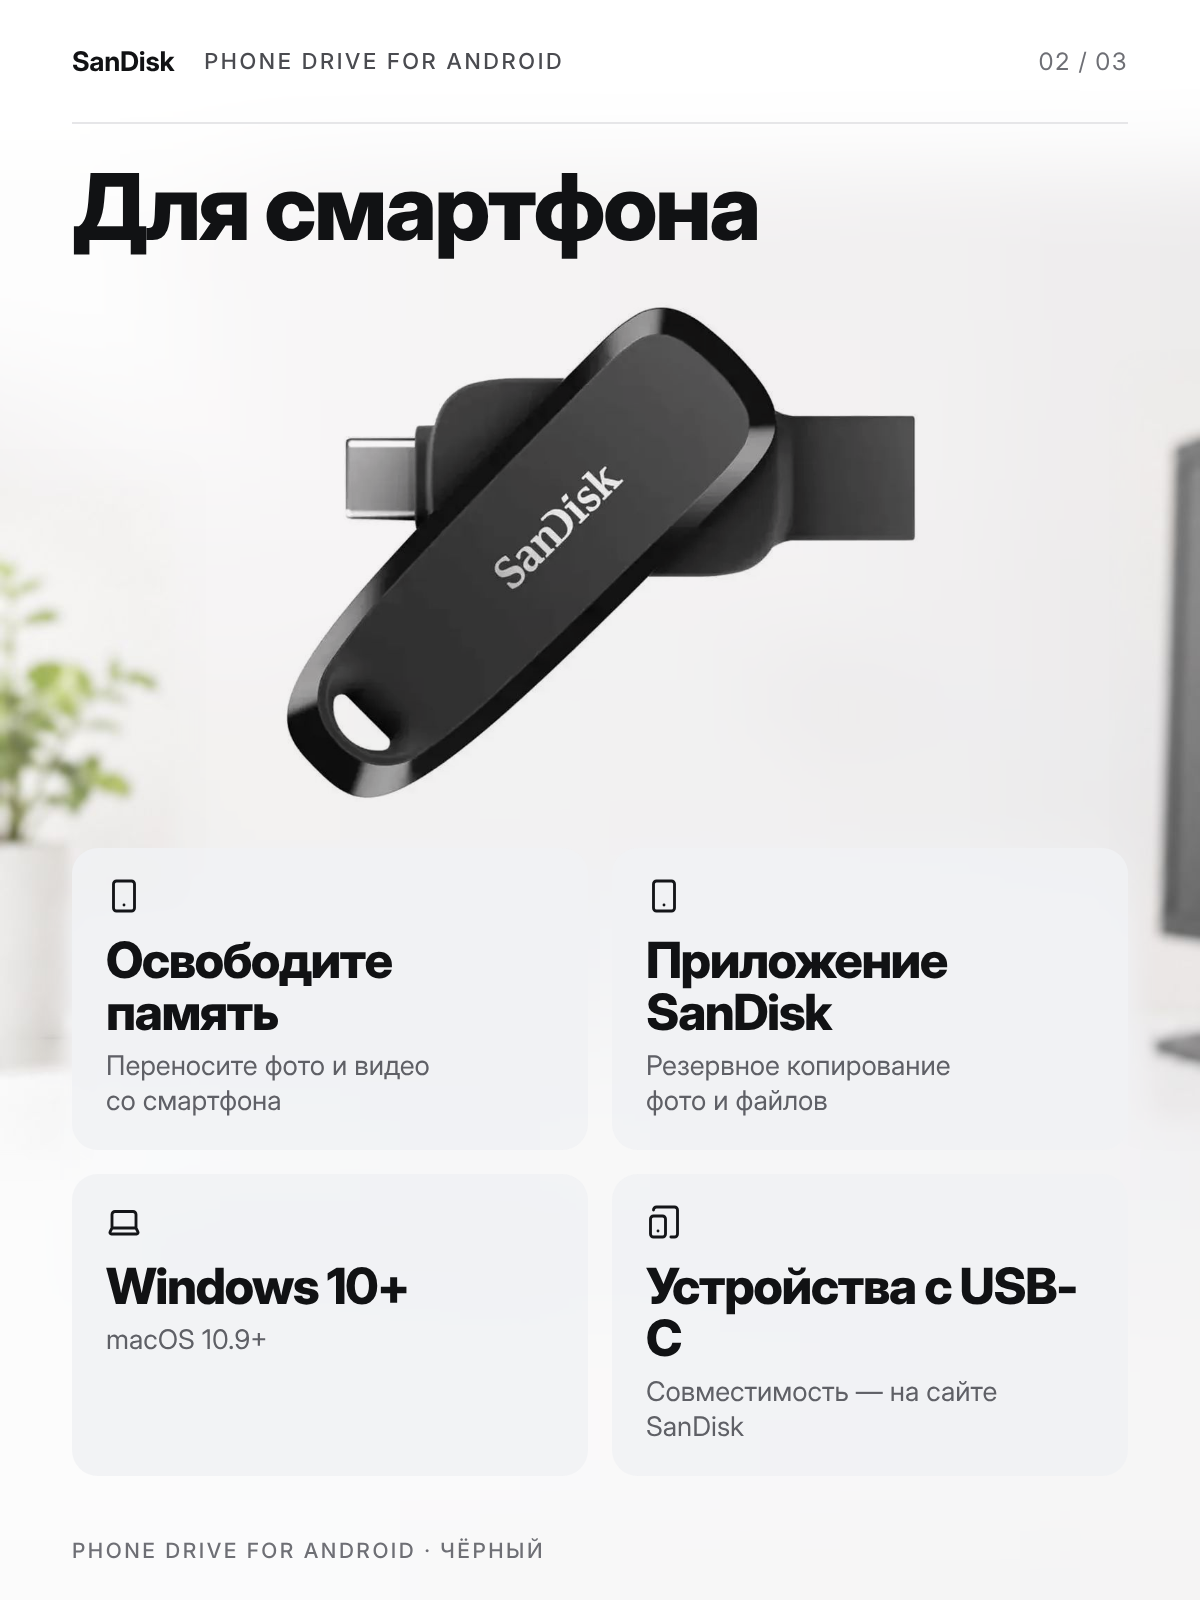 SanDisk PHONE DRIVE FOR ANDROID 02 / 03
Для смартфона
SanDisk
Освободите
память
Переносите фото и видео
со смартфона
Приложение
SanDisk
Резервное копирование
фото и файлов
Windows 10+
macOS 10.9+
Устройства с USB-
C
Совместимость — на сайте
SanDisk
PHONE DRIVE FOR ANDROID · ЧЁРНЫЙ